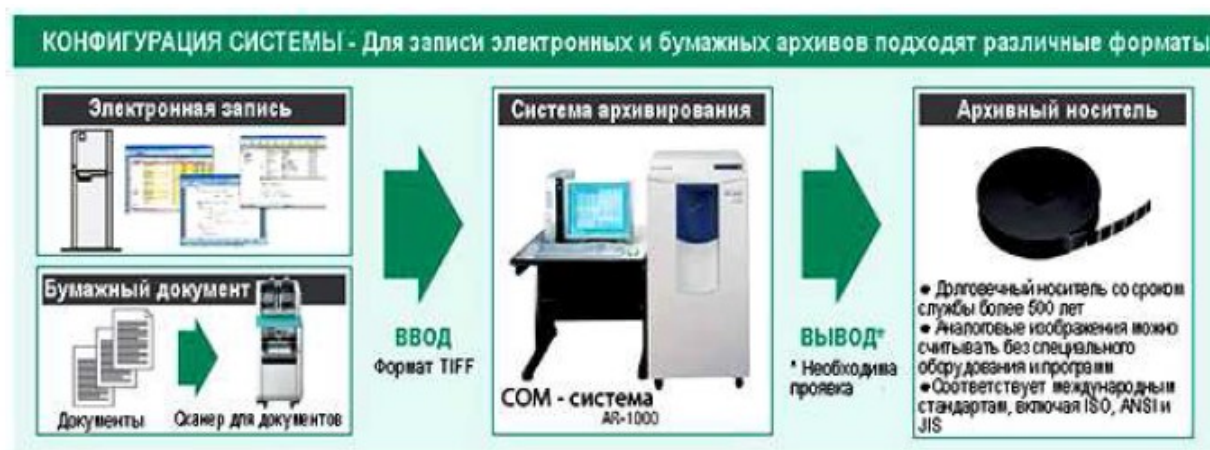 КОНФИГУРАЦИЯ СИСТЕМЫ - Для записи электронных и бумажных архивов подходят различные форматы
Электронная запись
Бумажный документ
Документы
Сканер для документов
ВВОД
Формат TIFF
Система архивирования
COM - система
AR-1000
ВЫВОД*
* Необходима
проявка
Архивный носитель
● Долговечный носитель со сроком
службы более 500 лет
● Аналоговые изображения можно
считывать без специального
оборудования и программ
● Соответствует международным
стандартам, включая ISO, ANSI и
JIS